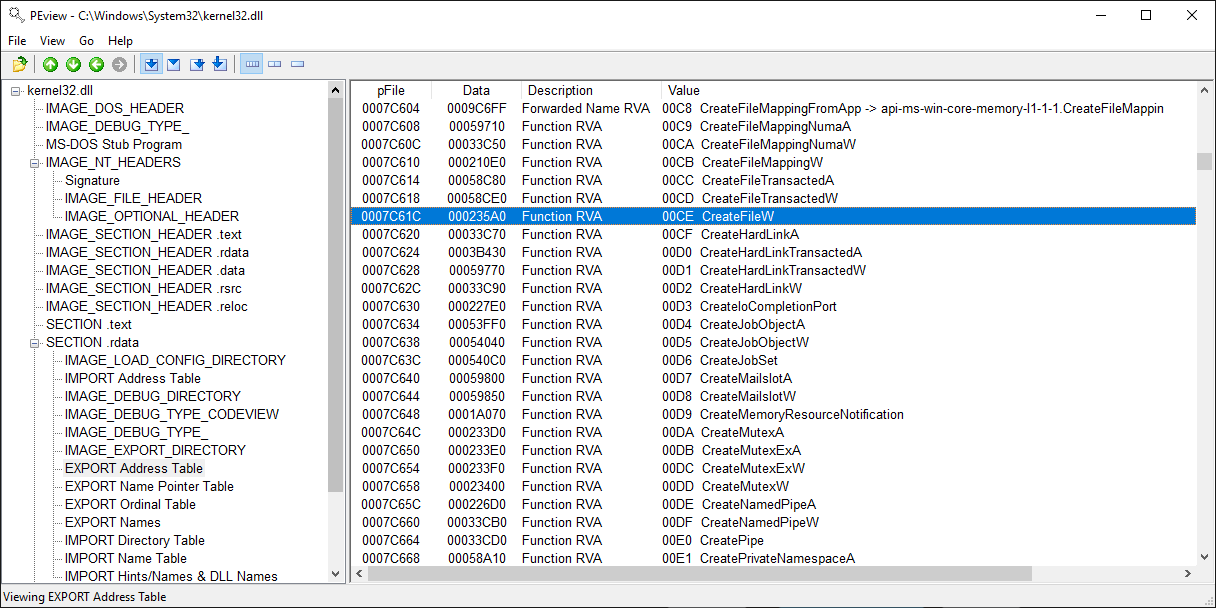 PEview - C:\Windows\System32\kernel32.dll
File View Go Help
kernel32.dll
IMAGE_DOS_HEADER
IMAGE_DEBUG_TYPE_
MS-DOS Stub Program
IMAGE_NT_HEADERS
Signature
IMAGE_FILE_HEADER
IMAGE_OPTIONAL_HEADER
IMAGE_SECTION_HEADER .text
IMAGE_SECTION_HEADER .rdata
IMAGE_SECTION_HEADER .data
IMAGE_SECTION_HEADER .rsrc
IMAGE_SECTION_HEADER .reloc
SECTION .text
SECTION .rdata
IMAGE_LOAD_CONFIG_DIRECTORY
IMPORT Address Table
IMAGE_DEBUG_DIRECTORY
IMAGE_DEBUG_TYPE_CODEVIEW
IMAGE_DEBUG_TYPE_
IMAGE_EXPORT_DIRECTORY
EXPORT Address Table
EXPORT Name Pointer Table
EXPORT Ordinal Table
EXPORT Names
IMPORT Directory Table
IMPORT Name Table
IMPORT Hints/Names & DLL Names
pFile Data Description Value
0007C604 0009C6FF Forwarded Name RVA 00C8 CreateFileMappingFromApp -> api-ms-win-core-memory-l1-1-1.CreateFileMappin
0007C608 00059710 Function RVA 00C9 CreateFileMappingNumaA
0007C60C 00033C50 Function RVA 00CA CreateFileMappingNumaW
0007C610 000210E0 Function RVA 00CB CreateFileMappingW
0007C614 00058C80 Function RVA 00CC CreateFileTransactedA
0007C618 00058CE0 Function RVA 00CD CreateFileTransactedW
0007C61C 000235A0 Function RVA 00CE CreateFileW
0007C620 00033C70 Function RVA 00CF CreateHardLinkA
0007C624 0003B430 Function RVA 00D0 CreateHardLinkTransactedA
0007C628 00059770 Function RVA 00D1 CreateHardLinkTransactedW
0007C62C 00033C90 Function RVA 00D2 CreateHardLinkW
0007C630 000227E0 Function RVA 00D3 CreateIoCompletionPort
0007C634 00053FF0 Function RVA 00D4 CreateJobObjectA
0007C638 00054040 Function RVA 00D5 CreateJobObjectW
0007C63C 000540C0 Function RVA 00D6 CreateJobSet
0007C640 00059800 Function RVA 00D7 CreateMailslotA
0007C644 00059850 Function RVA 00D8 CreateMailslotW
0007C648 0001A070 Function RVA 00D9 CreateMemoryResourceNotification
0007C64C 000233D0 Function RVA 00DA CreateMutexA
0007C650 000233E0 Function RVA 00DB CreateMutexExA
0007C654 000233F0 Function RVA 00DC CreateMutexExW
0007C658 00023400 Function RVA 00DD CreateMutexW
0007C65C 000226D0 Function RVA 00DE CreateNamedPipeA
0007C660 00033CB0 Function RVA 00DF CreateNamedPipeW
0007C664 00033CD0 Function RVA 00E0 CreatePipe
0007C668 00058A10 Function RVA 00E1 CreatePrivateNamespaceA
Viewing EXPORT Address Table